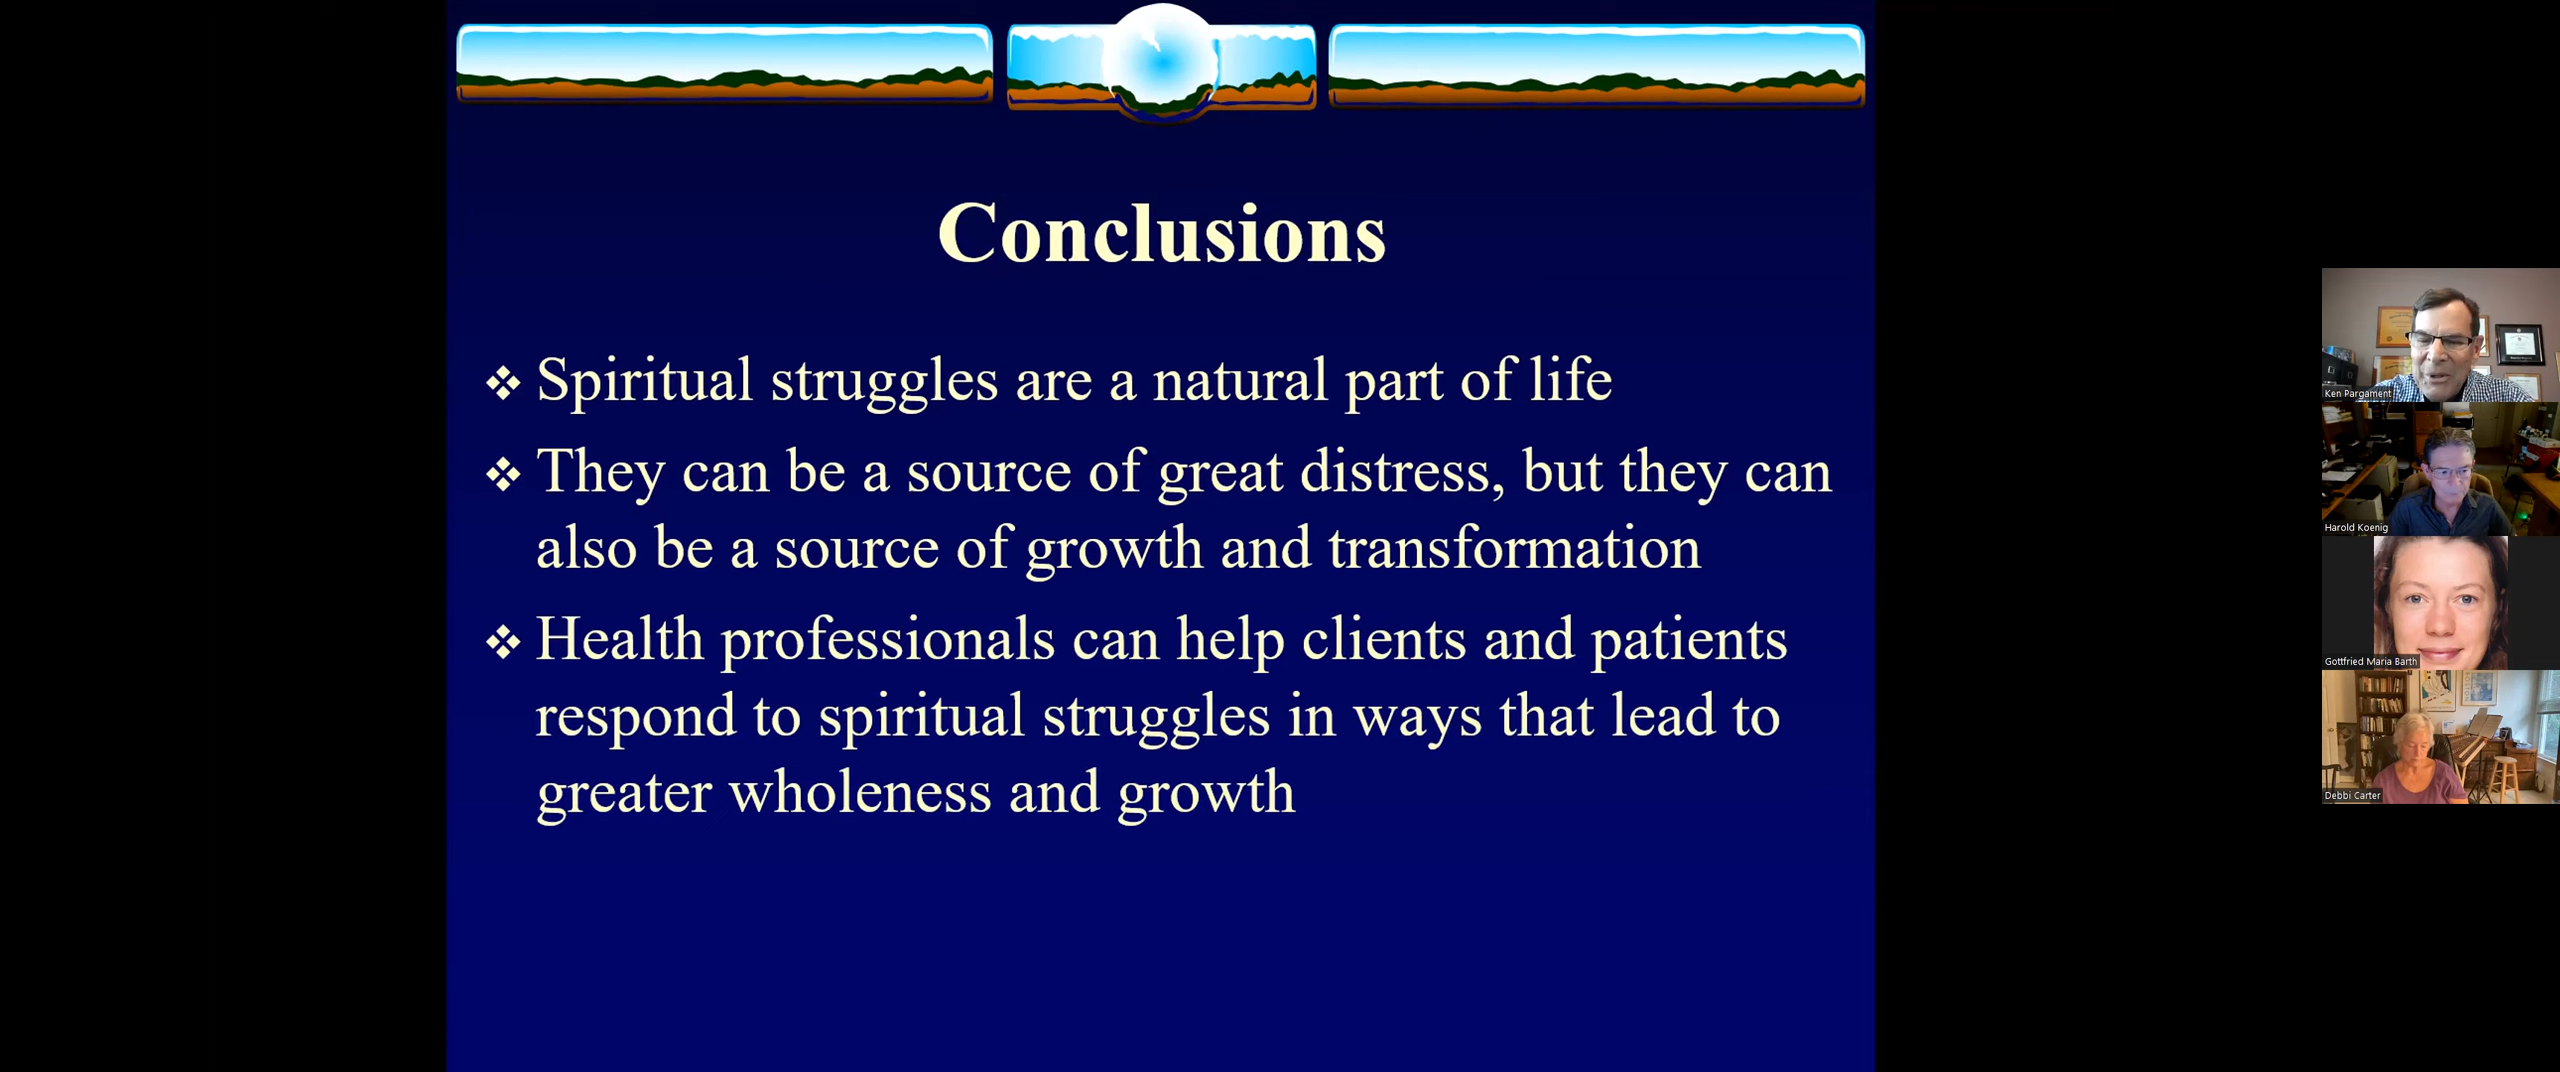 Conclusions
❖ Spiritual struggles are a natural part of life
❖ They can be a source of great distress, but they can
also be a source of growth and transformation
❖ Health professionals can help clients and patients
respond to spiritual struggles in ways that lead to
greater wholeness and growth
Ken Pargament
Harold Koenig
Gottfried Maria Barth
Debbi Carter